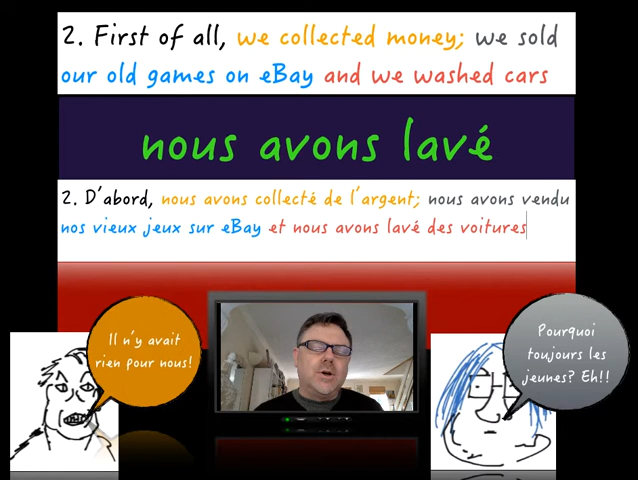 2. First of all, we collected money; we sold
our old games on eBay and we washed cars
nous avons lavé
2. D'abord, nous avons collecté de l'argent; nous avons vendu
nos vieux jeux sur eBay et nous avons lavé des voitures
Il n'y avait
rien pour nous!
Pourquoi
toujours les
jeunes? Eh!!